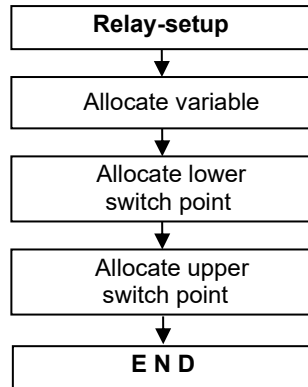 Relay-setup
Allocate variable
Allocate lower
switch point
Allocate upper
switch point
E N D